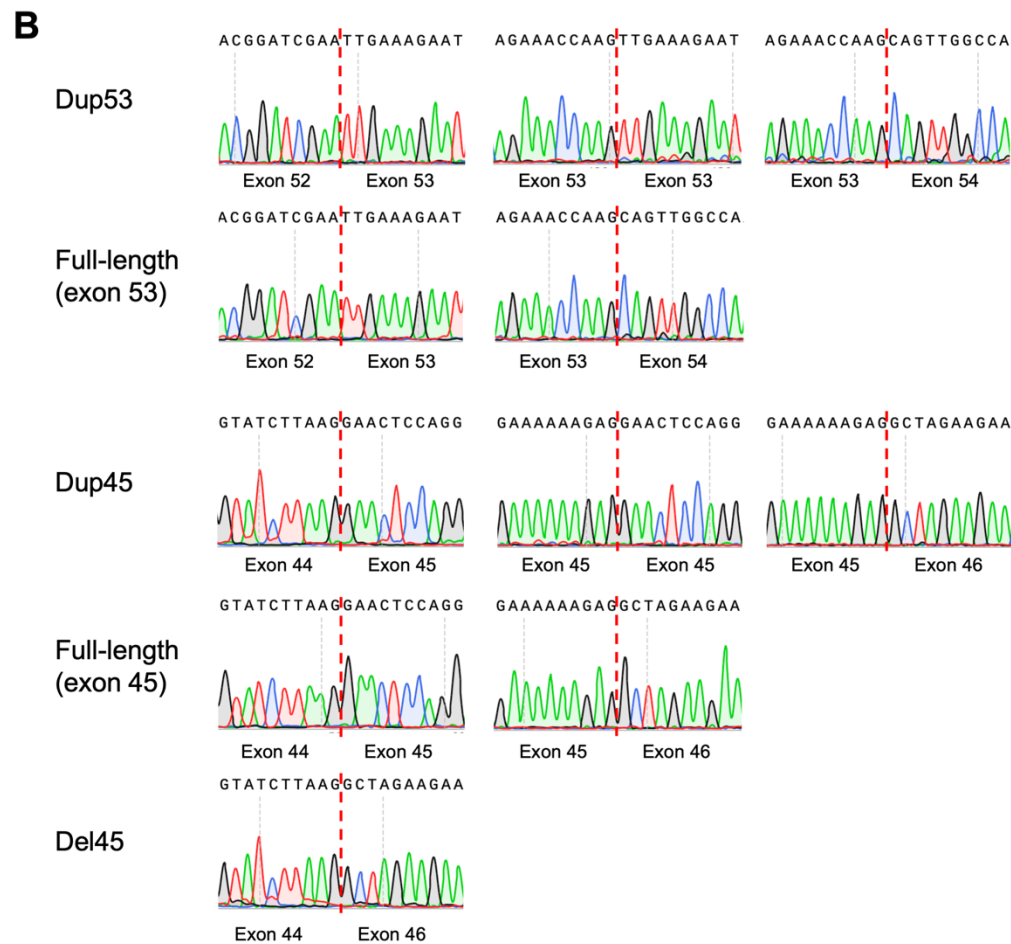 B
Dup53
ACGGATCGAATTGAAAGAAT AGAAACCAAGTTGAAAGAAT AGAAACCAAGCAGTTGGCCA
Exon 52 Exon 53 Exon 53 Exon 53 Exon 53 Exon 54
Full-length
(exon 53)
ACGGATCGAATTGAAAGAAT AGAAACCAAGCAGTTGGCCA
Exon 52 Exon 53 Exon 53 Exon 54
Dup45
GTATCTTAAGGAACTCCAGG GAAAAAAGAGGAACTCCAGG GAAAAAAGAGGCTAGAAGAA
Exon 44 Exon 45 Exon 45 Exon 45 Exon 45 Exon 46
Full-length
(exon 45)
GTATCTTAAGGAACTCCAGG GAAAAAAGAGGCTAGAAGAA
Exon 44 Exon 45 Exon 45 Exon 46
Del45
GTATCTTAAGGCTAGAAGAA
Exon 44 Exon 46